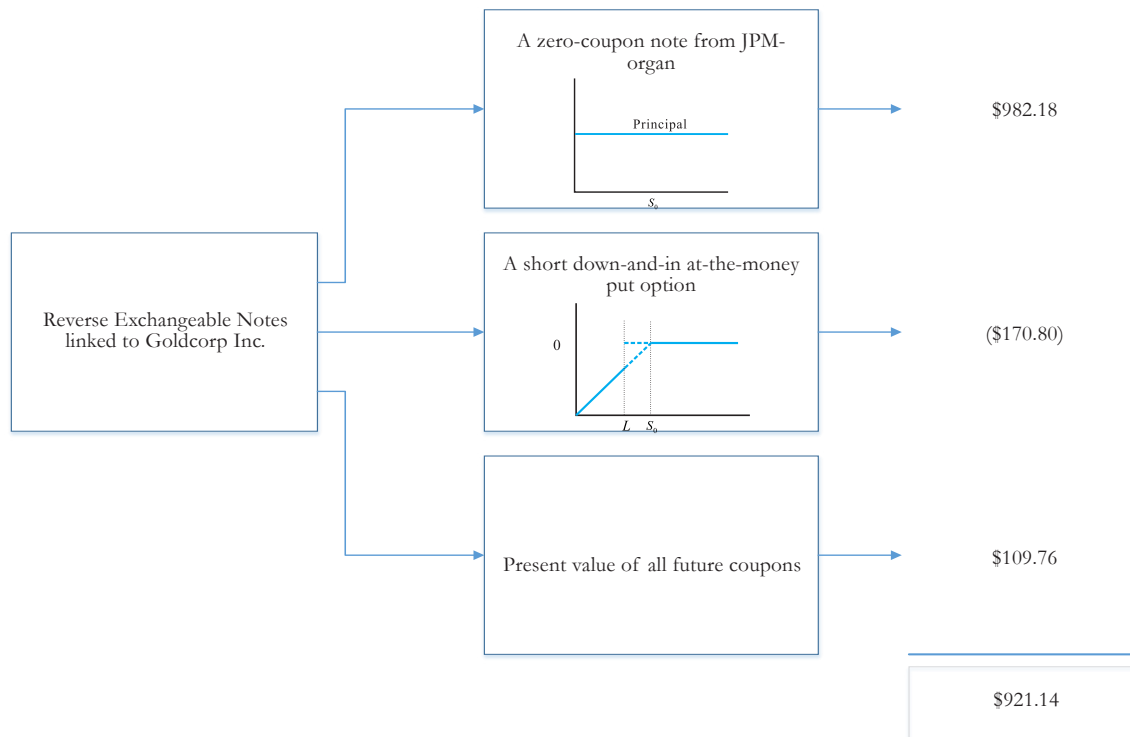 A zero-coupon note from JPM-
organ
Principal
S₀
$982.18
Reverse Exchangeable Notes
linked to Goldcorp Inc.
A short down-and-in at-the-money
put option
0
L S₀
($170.80)
Present value of all future coupons
$109.76
$921.14